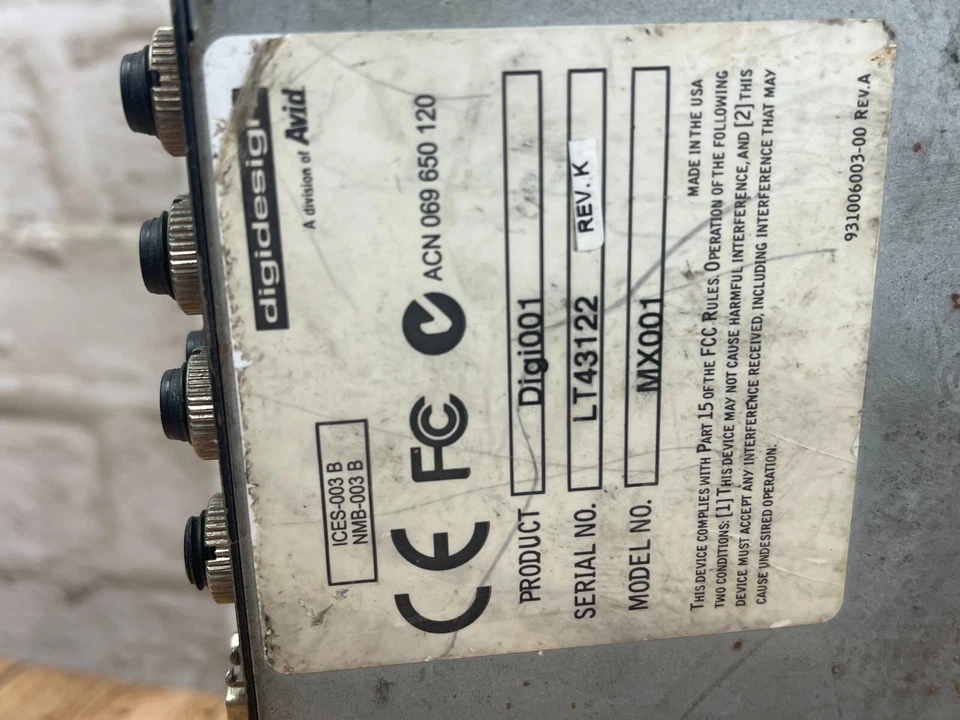 digidesign
A division of Avid
ICES-003 B
NMB-003 B
CE FC ACN 069 650 120
PRODUCT Digi001
SERIAL NO. LT43122 REV. K
MODEL NO. MX001
MADE IN THE USA
THIS DEVICE COMPLIES WITH PART 15 OF THE FCC RULES. OPERATION OF THE FOLLOWING
TWO CONDITIONS: [1] THIS DEVICE MAY NOT CAUSE HARMFUL INTERFERENCE, AND [2] THIS
DEVICE MUST ACCEPT ANY INTERFERENCE RECEIVED, INCLUDING INTERFERENCE THAT MAY
CAUSE UNDESIRED OPERATION.
931006003-00 REV.A